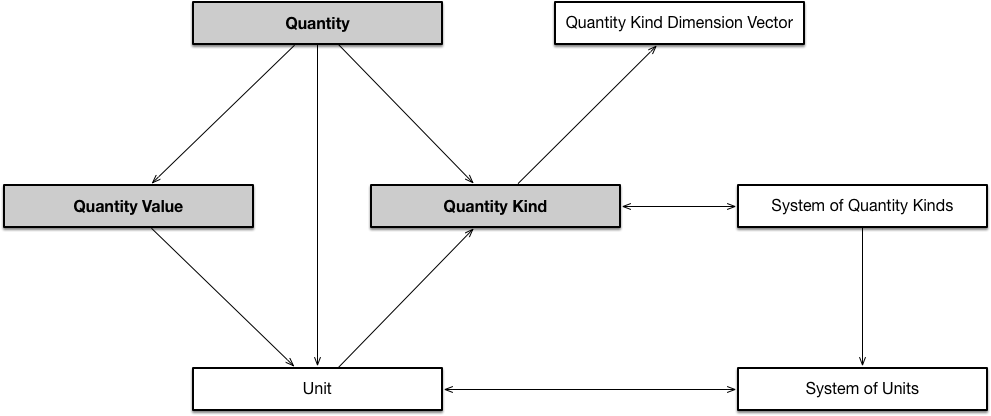 Quantity
Quantity Kind Dimension Vector
Quantity Value
Quantity Kind
System of Quantity Kinds
Unit
System of Units